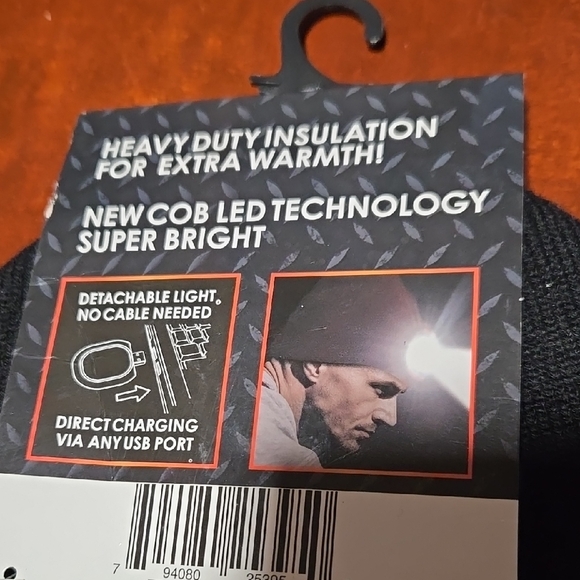 HEAVY DUTY INSULATION
FOR EXTRA WARMTH!
NEW COB LED TECHNOLOGY
SUPER BRIGHT
DETACHABLE LIGHT,
NO CABLE NEEDED
DIRECT CHARGING
VIA ANY USB PORT
7 94080